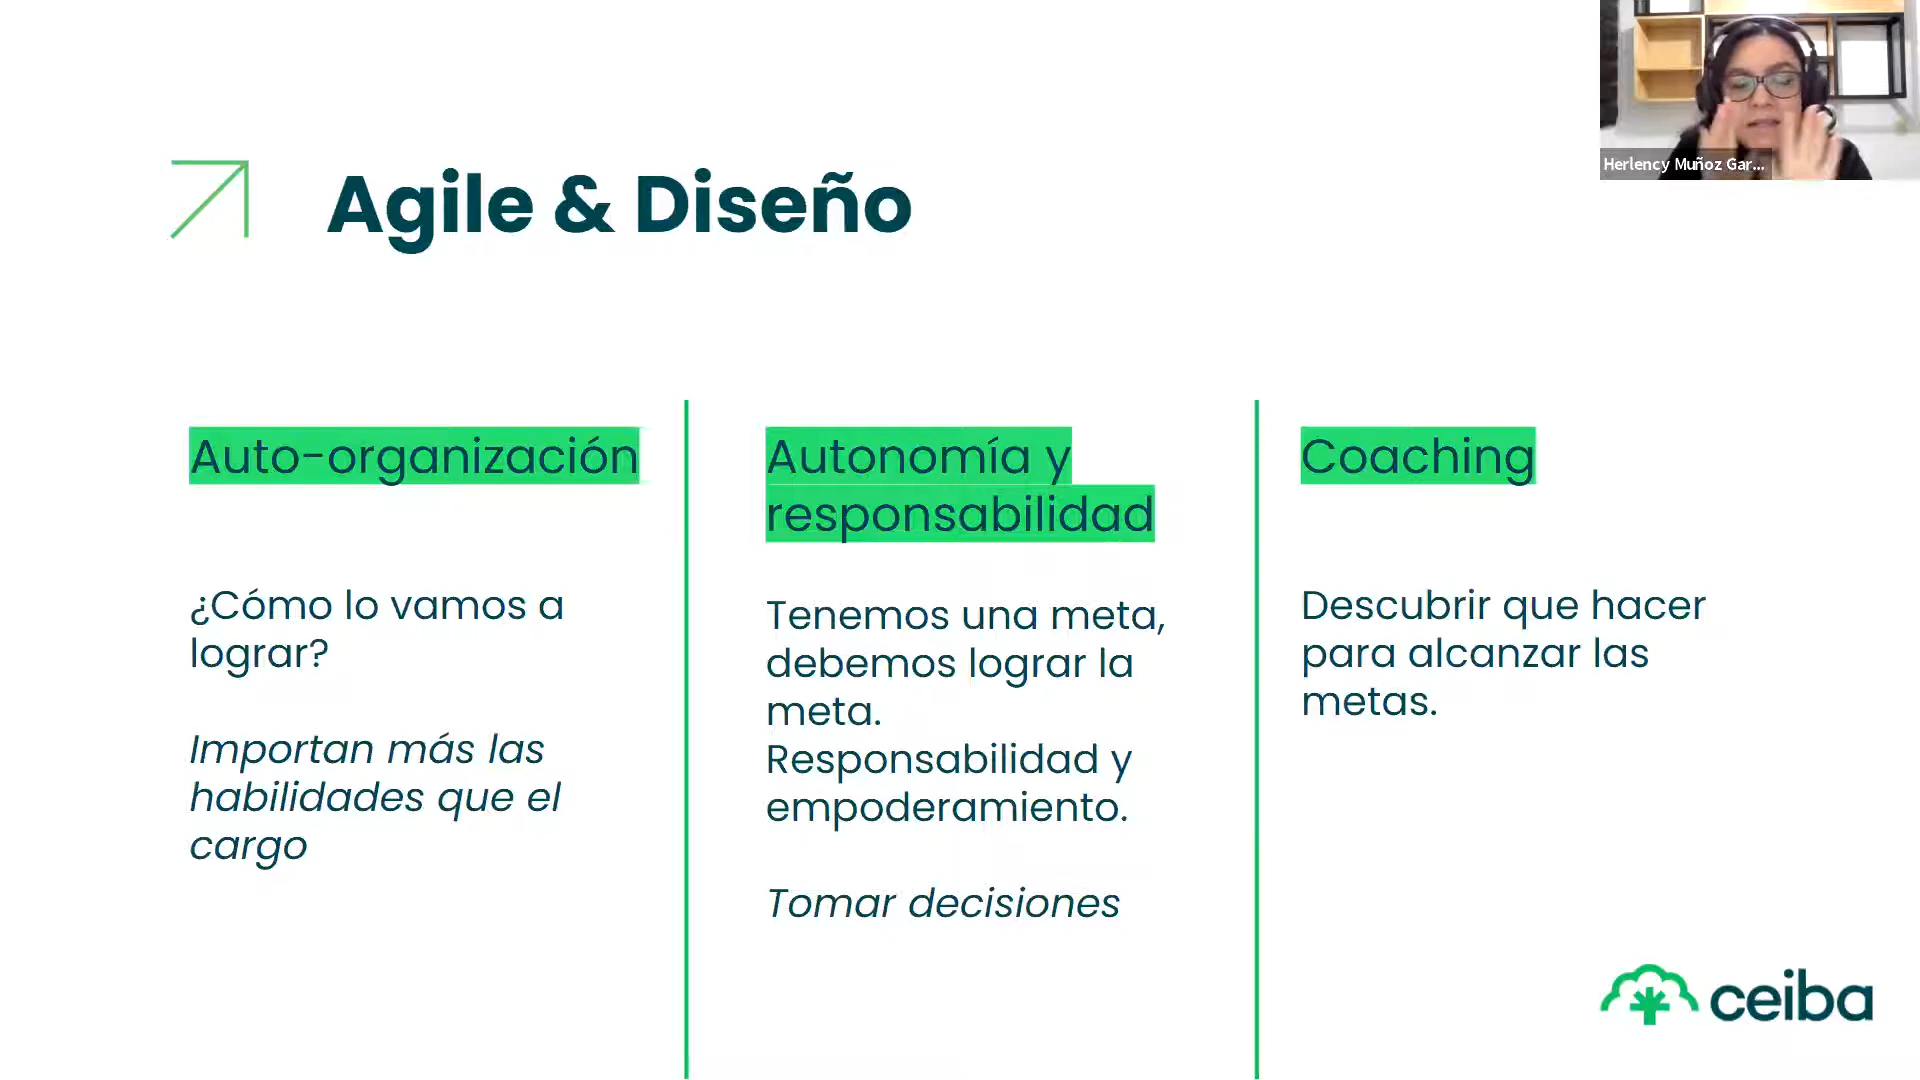 Herlency Muñoz Gar...
Agile & Diseño
Auto-organización
¿Cómo lo vamos a
lograr?
Importan más las
habilidades que el
cargo
Autonomía y
responsabilidad
Tenemos una meta,
debemos lograr la
meta.
Responsabilidad y
empoderamiento.
Tomar decisiones
Coaching
Descubrir que hacer
para alcanzar las
metas.
ceiba